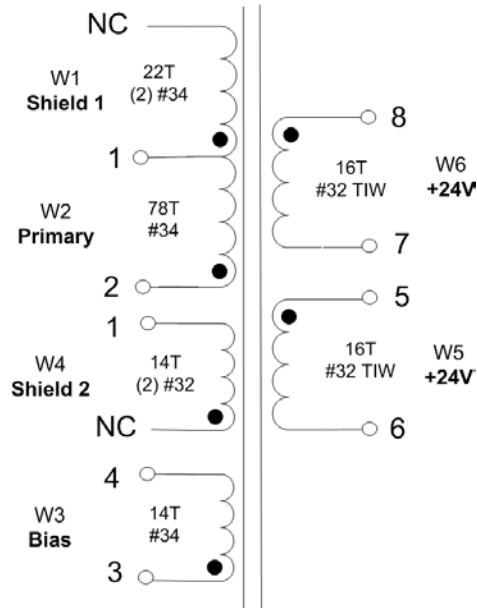 NC
W1
Shield 1
22T
(2) #34
1
W2
Primary
78T
#34
2
1
W4
Shield 2
14T
(2) #32
NC
4
W3
Bias
14T
#34
3
8
16T
#32 TIW
W6
+24V
7
5
16T
#32 TIW
W5
+24V
6